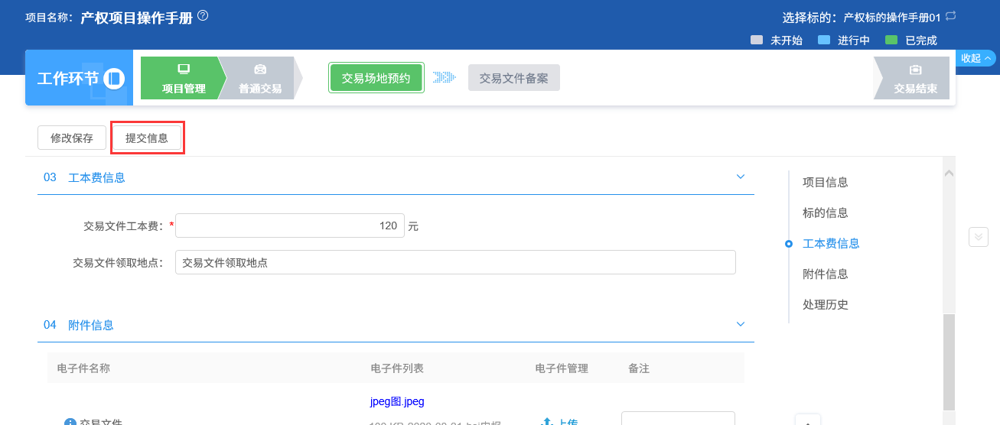 项目名称： 产权项目操作手册
选择标的： 产权标的操作手册01
未开始 进行中 已完成
收起
工作环节
项目管理
普通交易
交易场地预约
交易文件备案
交易结束
修改保存 提交信息
03 工本费信息
交易文件工本费：* 120 元
交易文件领取地点： 交易文件领取地点
04 附件信息
电子件名称 电子件列表 电子件管理 备注
jpeg图.jpeg
交易文件
上传
项目信息
标的信息
工本费信息
附件信息
处理历史